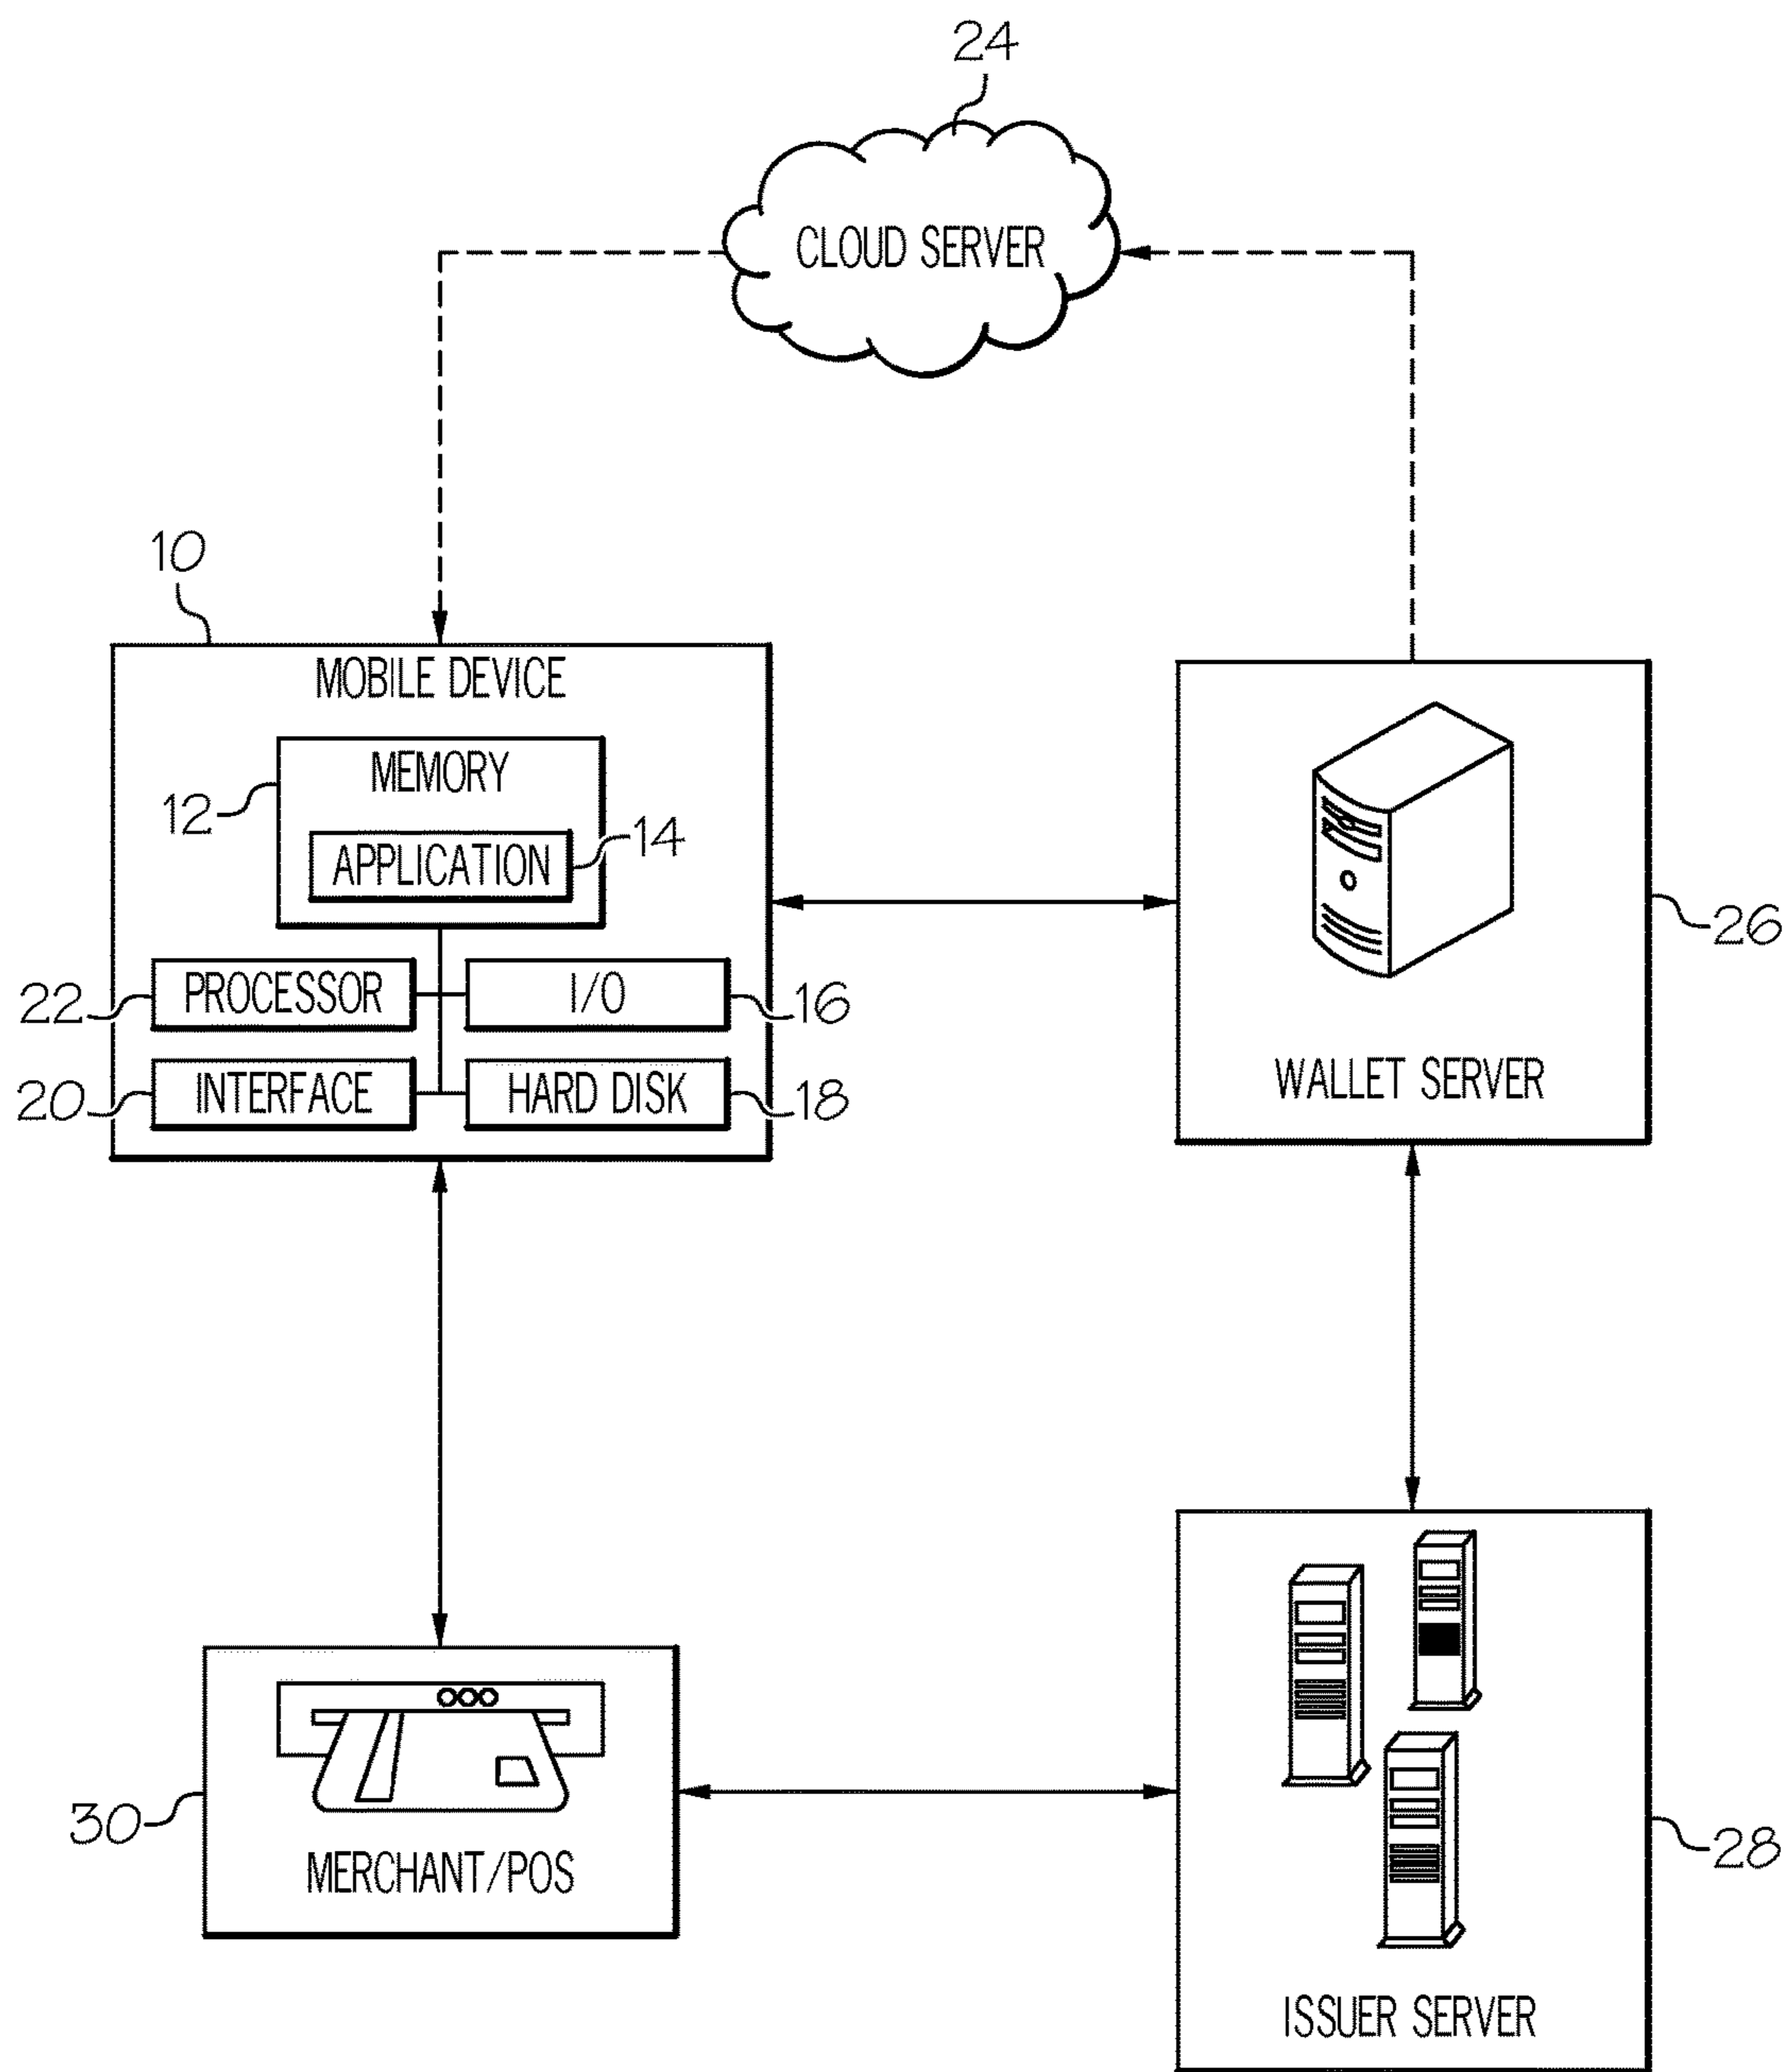 24
CLOUD SERVER
10
MOBILE DEVICE
MEMORY
12
APPLICATION
14
22
PROCESSOR
I/O
16
20
INTERFACE
HARD DISK
18
26
WALLET SERVER
30
MERCHANT/POS
28
ISSUER SERVER